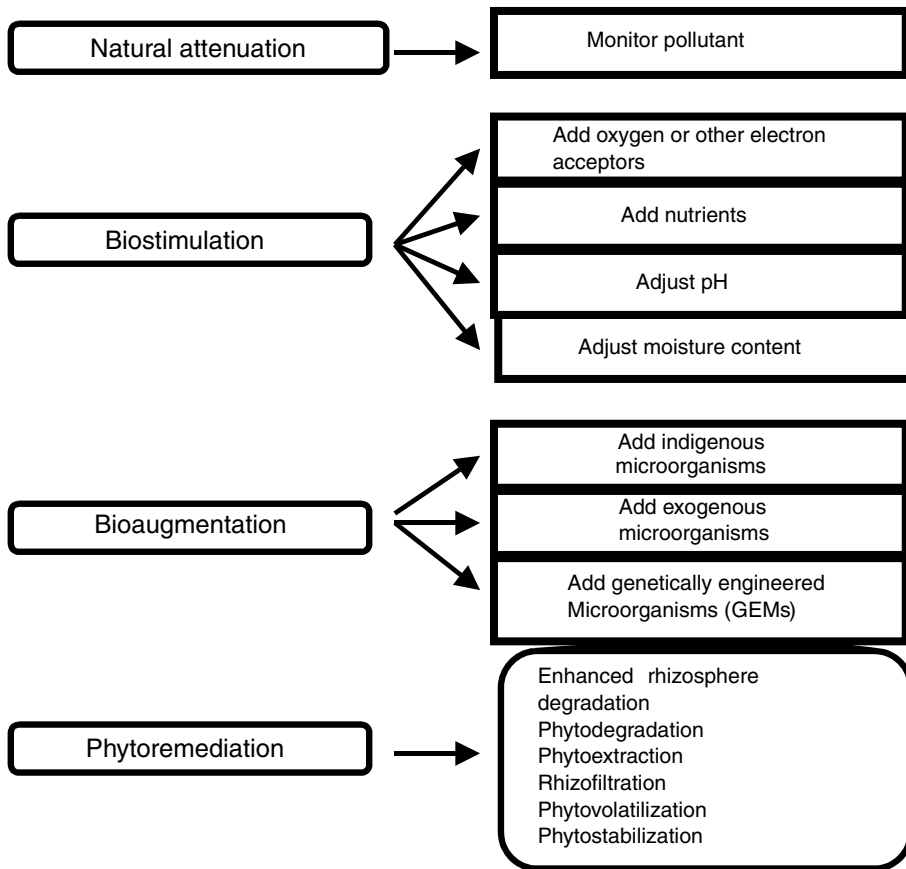 Natural attenuation
Monitor pollutant
Biostimulation
Add oxygen or other electron
acceptors
Add nutrients
Adjust pH
Adjust moisture content
Bioaugmentation
Add indigenous
microorganisms
Add exogenous
microorganisms
Add genetically engineered
Microorganisms (GEMs)
Phytoremediation
Enhanced rhizosphere
degradation
Phytodegradation
Phytoextraction
Rhizofiltration
Phytovolatilization
Phytostabilization